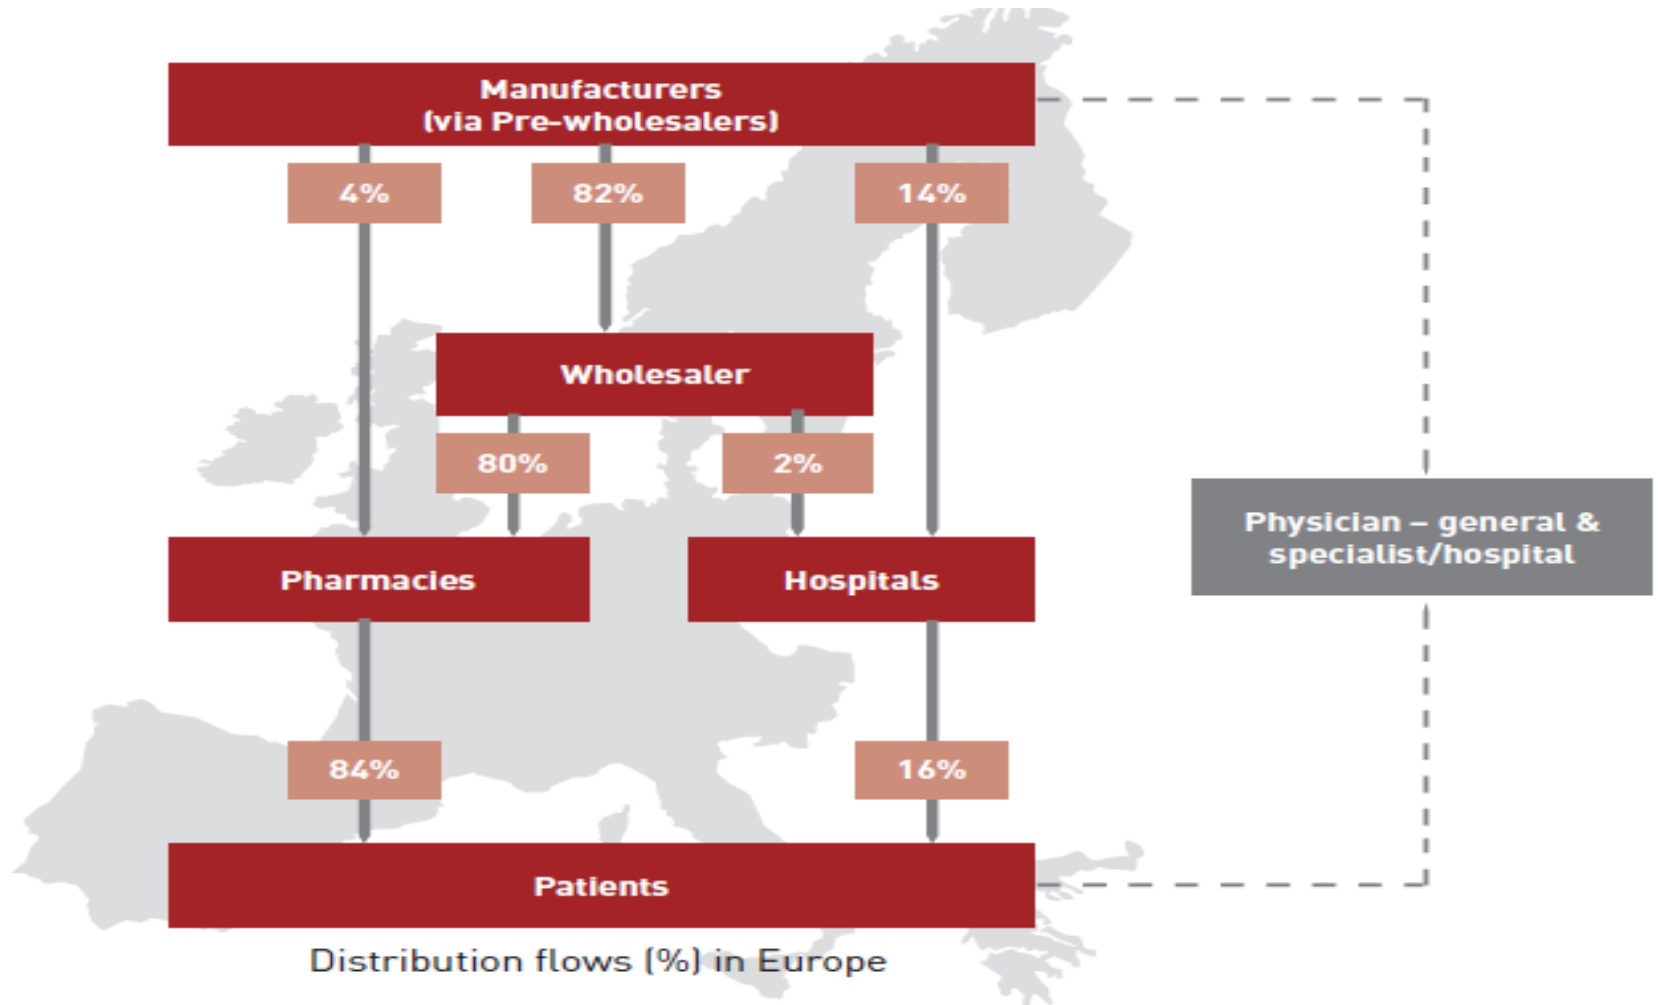 Manufacturers
(via Pre-wholesalers)
4%
82%
14%
Wholesaler
80%
2%
Pharmacies
Hospitals
Physician – general &
specialist/hospital
84%
16%
Patients
Distribution flows (%) in Europe